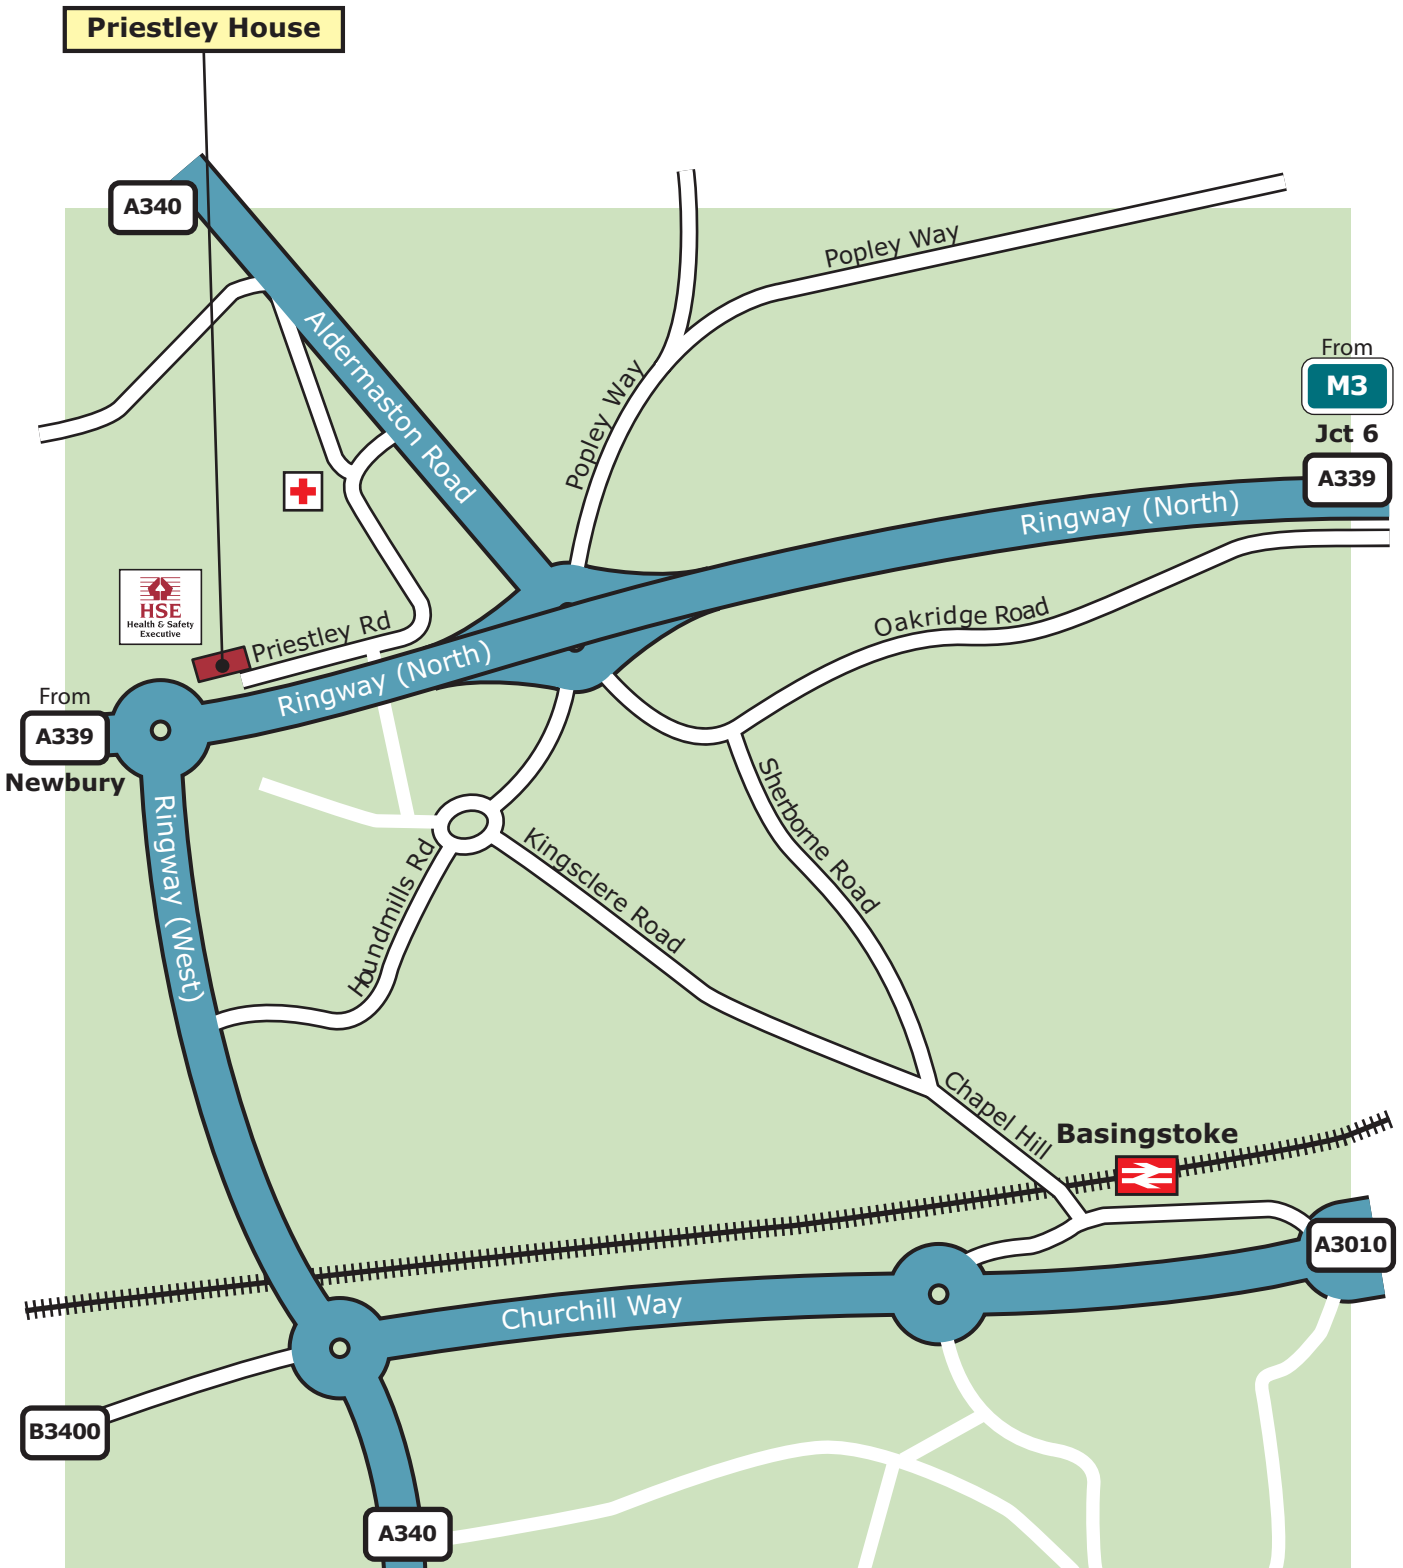 Priestley House
A340
Popley Way
Aldermaston Road
From
M3
Jct 6
Popley Way
A339
Ringway (North)
HSE
Health & Safety
Executive
Priestley Rd
Oakridge Road
Ringway (North)
From
A339
Newbury
Sherborne Road
Ringway (West)
Kingsclere Road
Houndmills Rd
Chapel Hill
Basingstoke
A3010
Churchill Way
B3400
A340